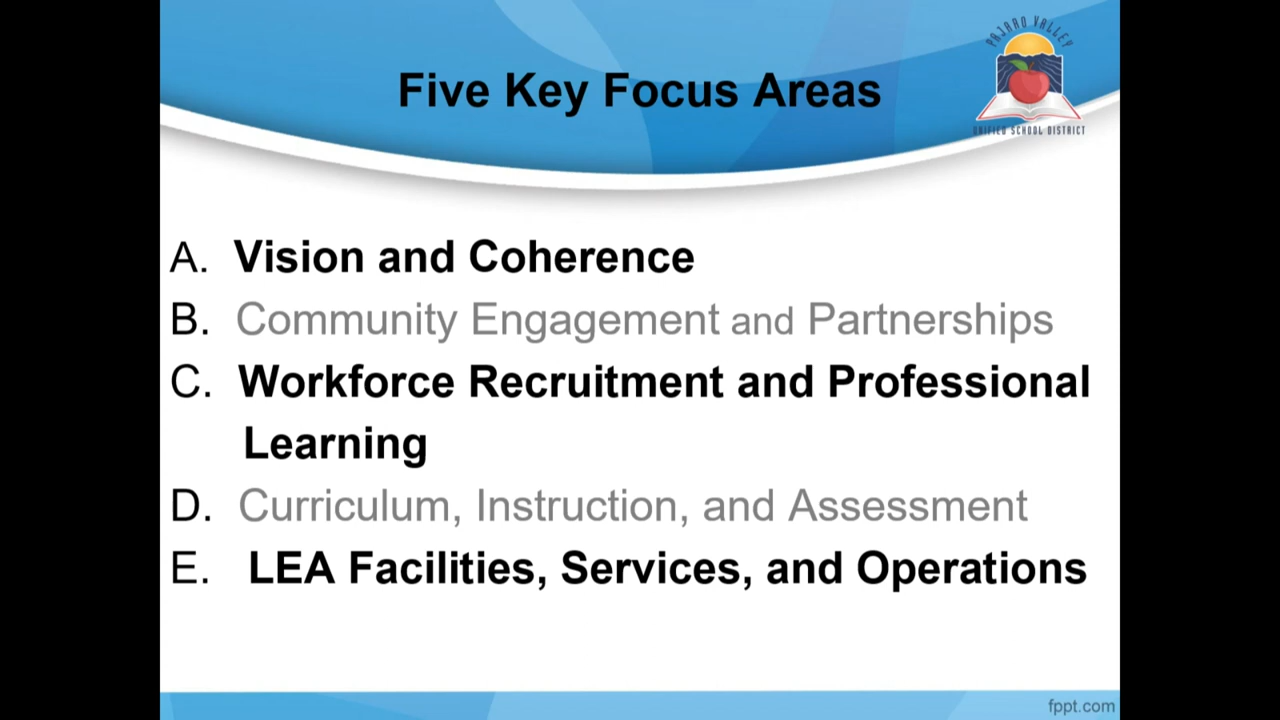 PAJARO VALLEY
UNIFIED SCHOOL DISTRICT
Five Key Focus Areas
A. Vision and Coherence
B. Community Engagement and Partnerships
C. Workforce Recruitment and Professional
Learning
D. Curriculum, Instruction, and Assessment
E. LEA Facilities, Services, and Operations
fppt.com